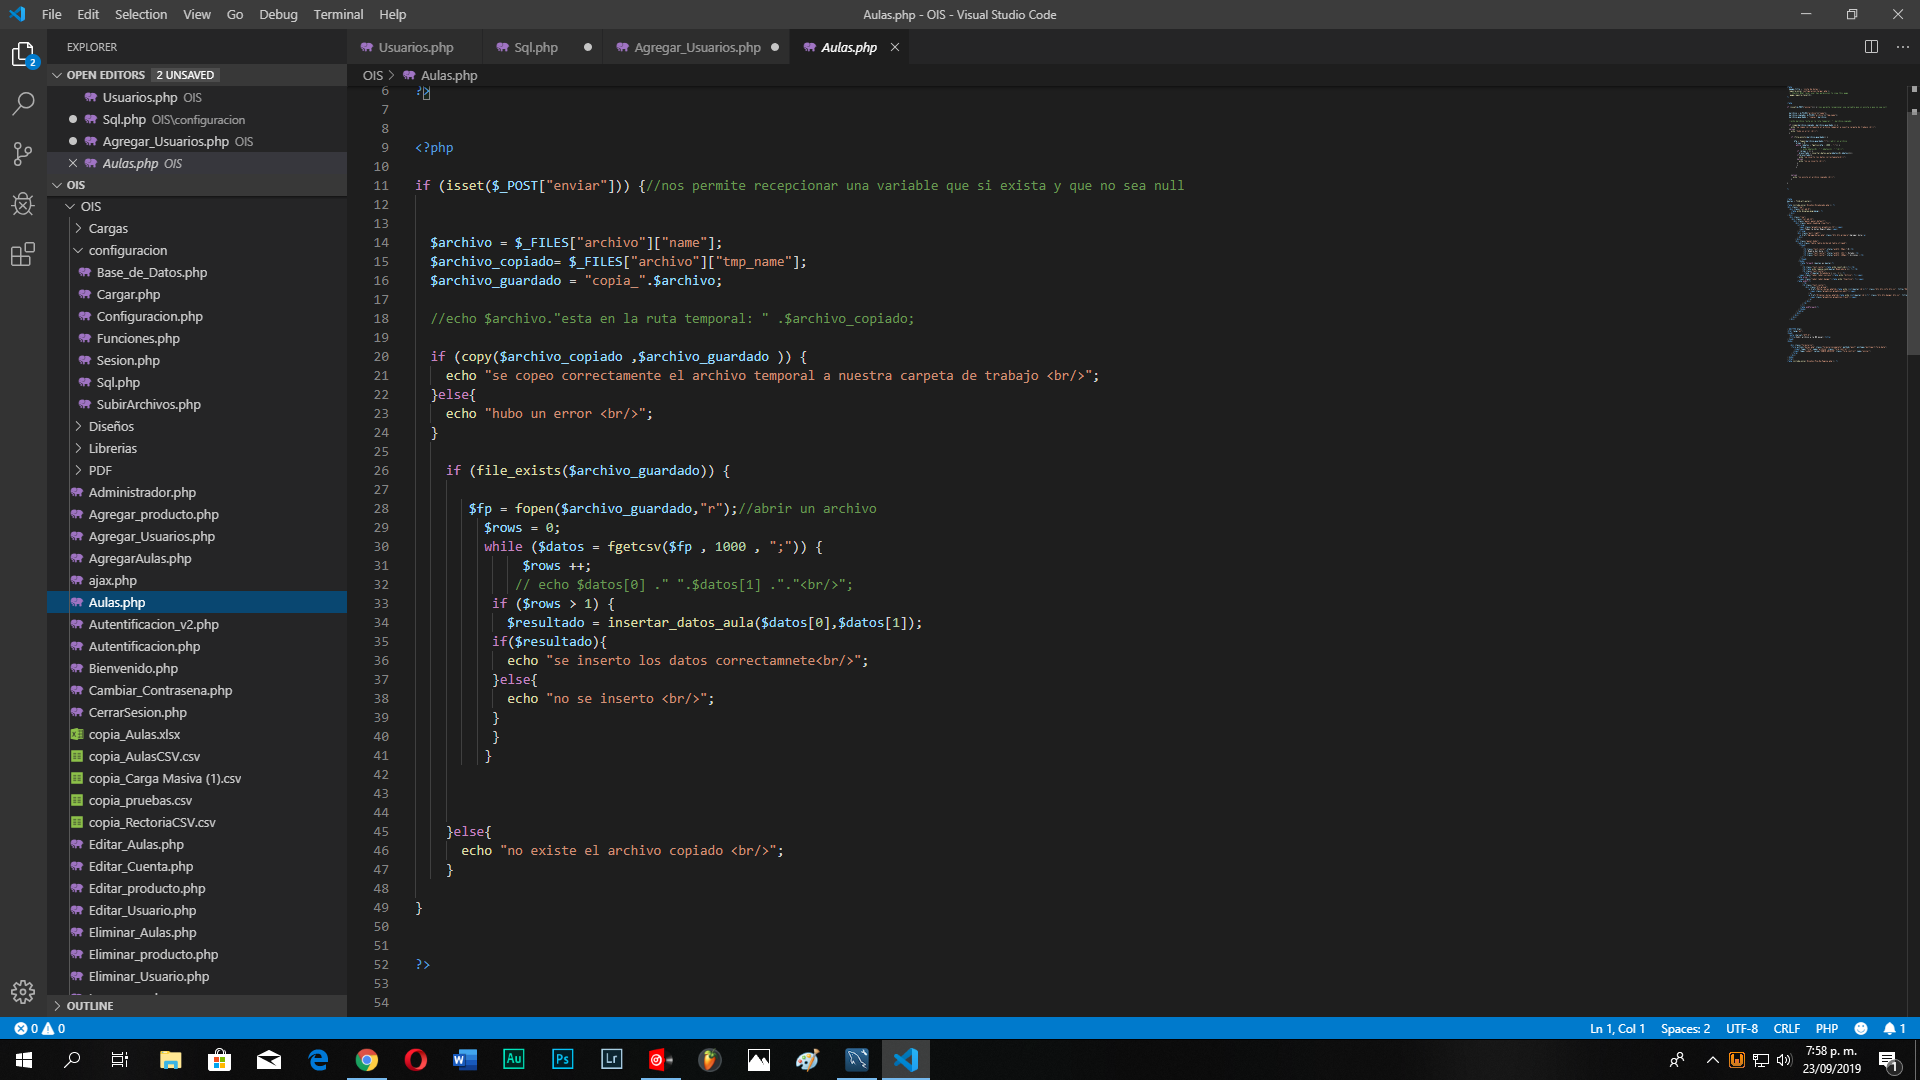 File Edit Selection View Go Debug Terminal Help
Aulas.php - OIS - Visual Studio Code
EXPLORER
2
OPEN EDITORS 2 UNSAVED
Usuarios.php OIS
Sql.php OIS\configuracion
Agregar_Usuarios.php OIS
Aulas.php OIS
OIS
OIS
Cargas
configuracion
Base_de_Datos.php
Cargar.php
Configuracion.php
Funciones.php
Sesion.php
Sql.php
SubirArchivos.php
Diseños
Librerias
PDF
Administrador.php
Agregar_producto.php
Agregar_Usuarios.php
AgregarAulas.php
ajax.php
Aulas.php
Autentificacion_v2.php
Autentificacion.php
Bienvenido.php
Cambiar_Contrasena.php
CerrarSesion.php
copia_Aulas.xlsx
copia_AulasCSV.csv
copia_Carga Masiva (1).csv
copia_pruebas.csv
copia_RectoriaCSV.csv
Editar_Aulas.php
Editar_Cuenta.php
Editar_producto.php
Editar_Usuario.php
Eliminar_Aulas.php
Eliminar_producto.php
Eliminar_Usuario.php
OUTLINE
Usuarios.php Sql.php Agregar_Usuarios.php Aulas.php
OIS > Aulas.php
6 ?>
7
8
9 <?php
10
11 if (isset($_POST["enviar"])) {//nos permite recepcionar una variable que si exista y que no sea null
12
13
14 $archivo = $_FILES["archivo"]["name"];
15 $archivo_copiado= $_FILES["archivo"]["tmp_name"];
16 $archivo_guardado = "copia_".$archivo;
17
18 //echo $archivo."esta en la ruta temporal: " .$archivo_copiado;
19
20 if (copy($archivo_copiado ,$archivo_guardado )) {
21 echo "se copeo correctamente el archivo temporal a nuestra carpeta de trabajo <br/>";
22 }else{
23 echo "hubo un error <br/>";
24 }
25
26 if (file_exists($archivo_guardado)) {
27
28 $fp = fopen($archivo_guardado,"r");//abrir un archivo
29 $rows = 0;
30 while ($datos = fgetcsv($fp , 1000 , ";")) {
31 $rows ++;
32 // echo $datos[0] ." ".$datos[1] .".".."<br/>";
33 if ($rows > 1) {
34 $resultado = insertar_datos_aula($datos[0],$datos[1]);
35 if($resultado){
36 echo "se inserto los datos correctamnete<br/>";
37 }else{
38 echo "no se inserto <br/>";
39 }
40 }
41 }
42
43
44
45 }else{
46 echo "no existe el archivo copiado <br/>";
47 }
48
49 }
50
51
52 ?>
53
54
0 0
Ln 1, Col 1 Spaces: 2 UTF-8 CRLF PHP 1
Au Ps Lr
7:58 p. m.
23/09/2019
1